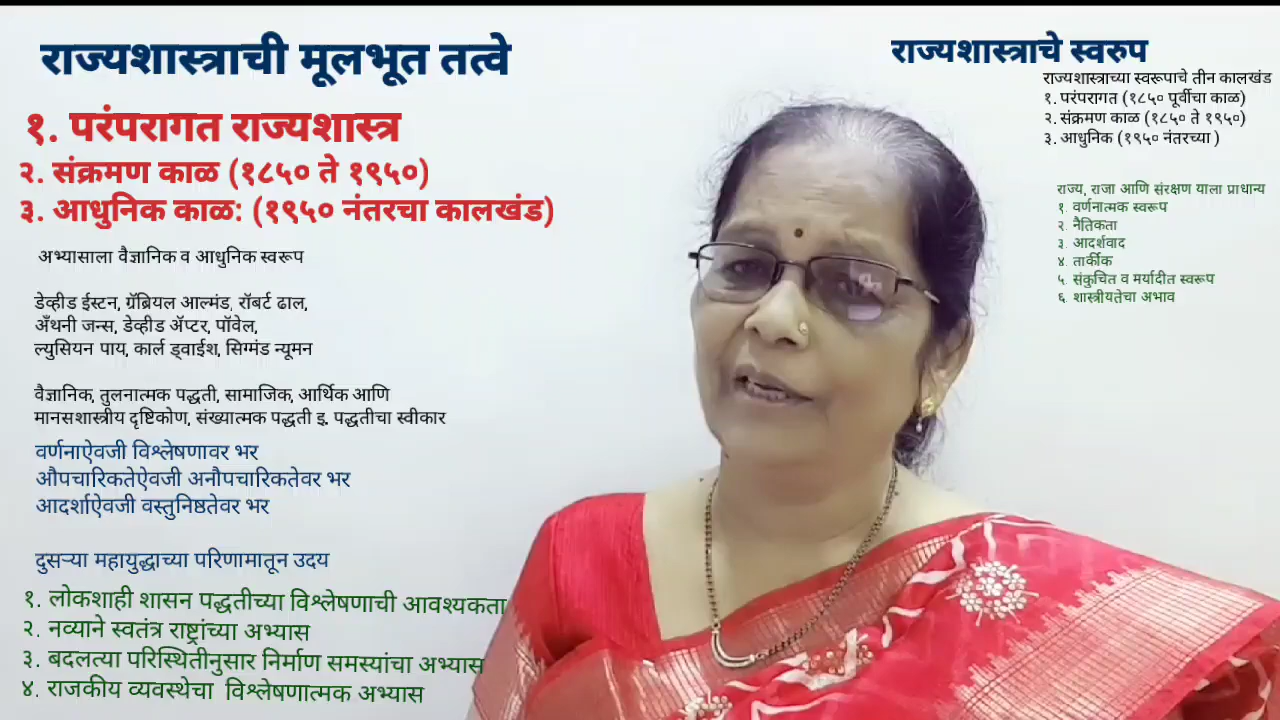 राज्यशास्त्राची मूलभूत तत्वे
१. परंपरागत राज्यशास्त्र
२. संक्रमण काळ (१८५० ते १९५०)
३. आधुनिक काळ: (१९५० नंतरचा कालखंड)
अभ्यासाला वैज्ञानिक व आधुनिक स्वरूप
डेव्हीड ईस्टन, ग्रॅब्रियल आल्मंड, रॉबर्ट ढाल,
अँथनी जन्स, डेव्हीड ॲप्टर, पॉवेल,
ल्युसियन पाय, कार्ल ड्वाईश, सिग्मंड न्यूमन
वैज्ञानिक, तुलनात्मक पद्धती, सामाजिक, आर्थिक आणि
मानसशास्त्रीय दृष्टिकोण, संख्यात्मक पद्धती इ. पद्धतीचा स्वीकार
वर्णनाऐवजी विश्लेषणावर भर
औपचारिकतेऐवजी अनौपचारिकतेवर भर
आदर्शाऐवजी वस्तुनिष्ठतेवर भर
दुसऱ्या महायुद्धाच्या परिणामातून उदय
१. लोकशाही शासन पद्धतीच्या विश्लेषणाची आवश्यकता
२. नव्याने स्वतंत्र राष्ट्रांच्या अभ्यास
३. बदलत्या परिस्थितीनुसार निर्माण समस्यांचा अभ्यास
४. राजकीय व्यवस्थेचा विश्लेषणात्मक अभ्यास
राज्यशास्त्राचे स्वरुप
राज्यशास्त्राच्या स्वरूपाचे तीन कालखंड
१. परंपरागत (१८५० पूर्वीचा काळ)
२. संक्रमण काळ (१८५० ते १९५०)
३. आधुनिक (१९५० नंतरच्या )
राज्य, राजा आणि संरक्षण याला प्राधान्य
१. वर्णनात्मक स्वरूप
२. नैतिकता
३. आदर्शवाद
४. तार्कीक
५. संकुचित व मर्यादीत स्वरूप
६. शास्त्रीयतेचा अभाव